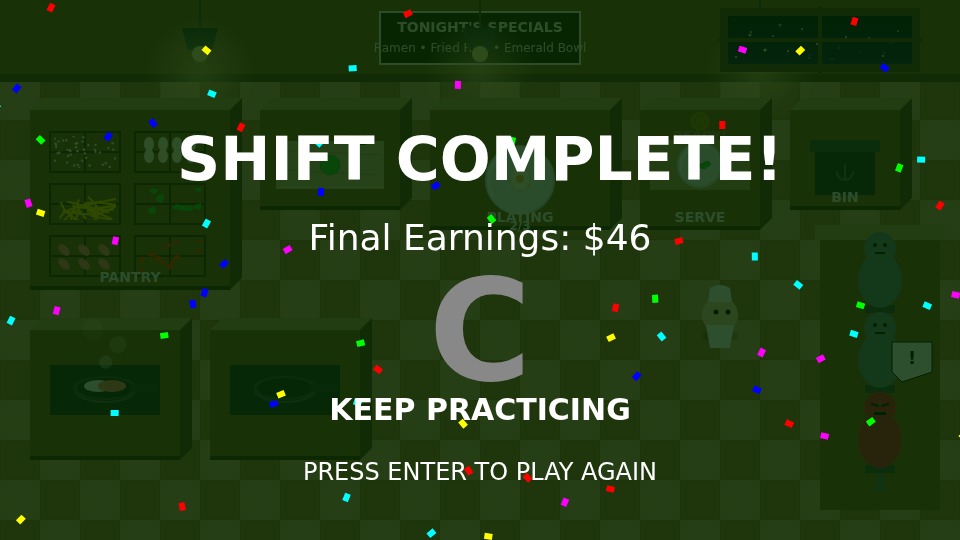 TONIGHT'S SPECIALS
Ramen • Fried • Emerald Bowl
SHIFT COMPLETE!
PLATING
SERVE
BIN
Final Earnings: $46
PANTRY
C
!
KEEP PRACTICING
PRESS ENTER TO PLAY AGAIN